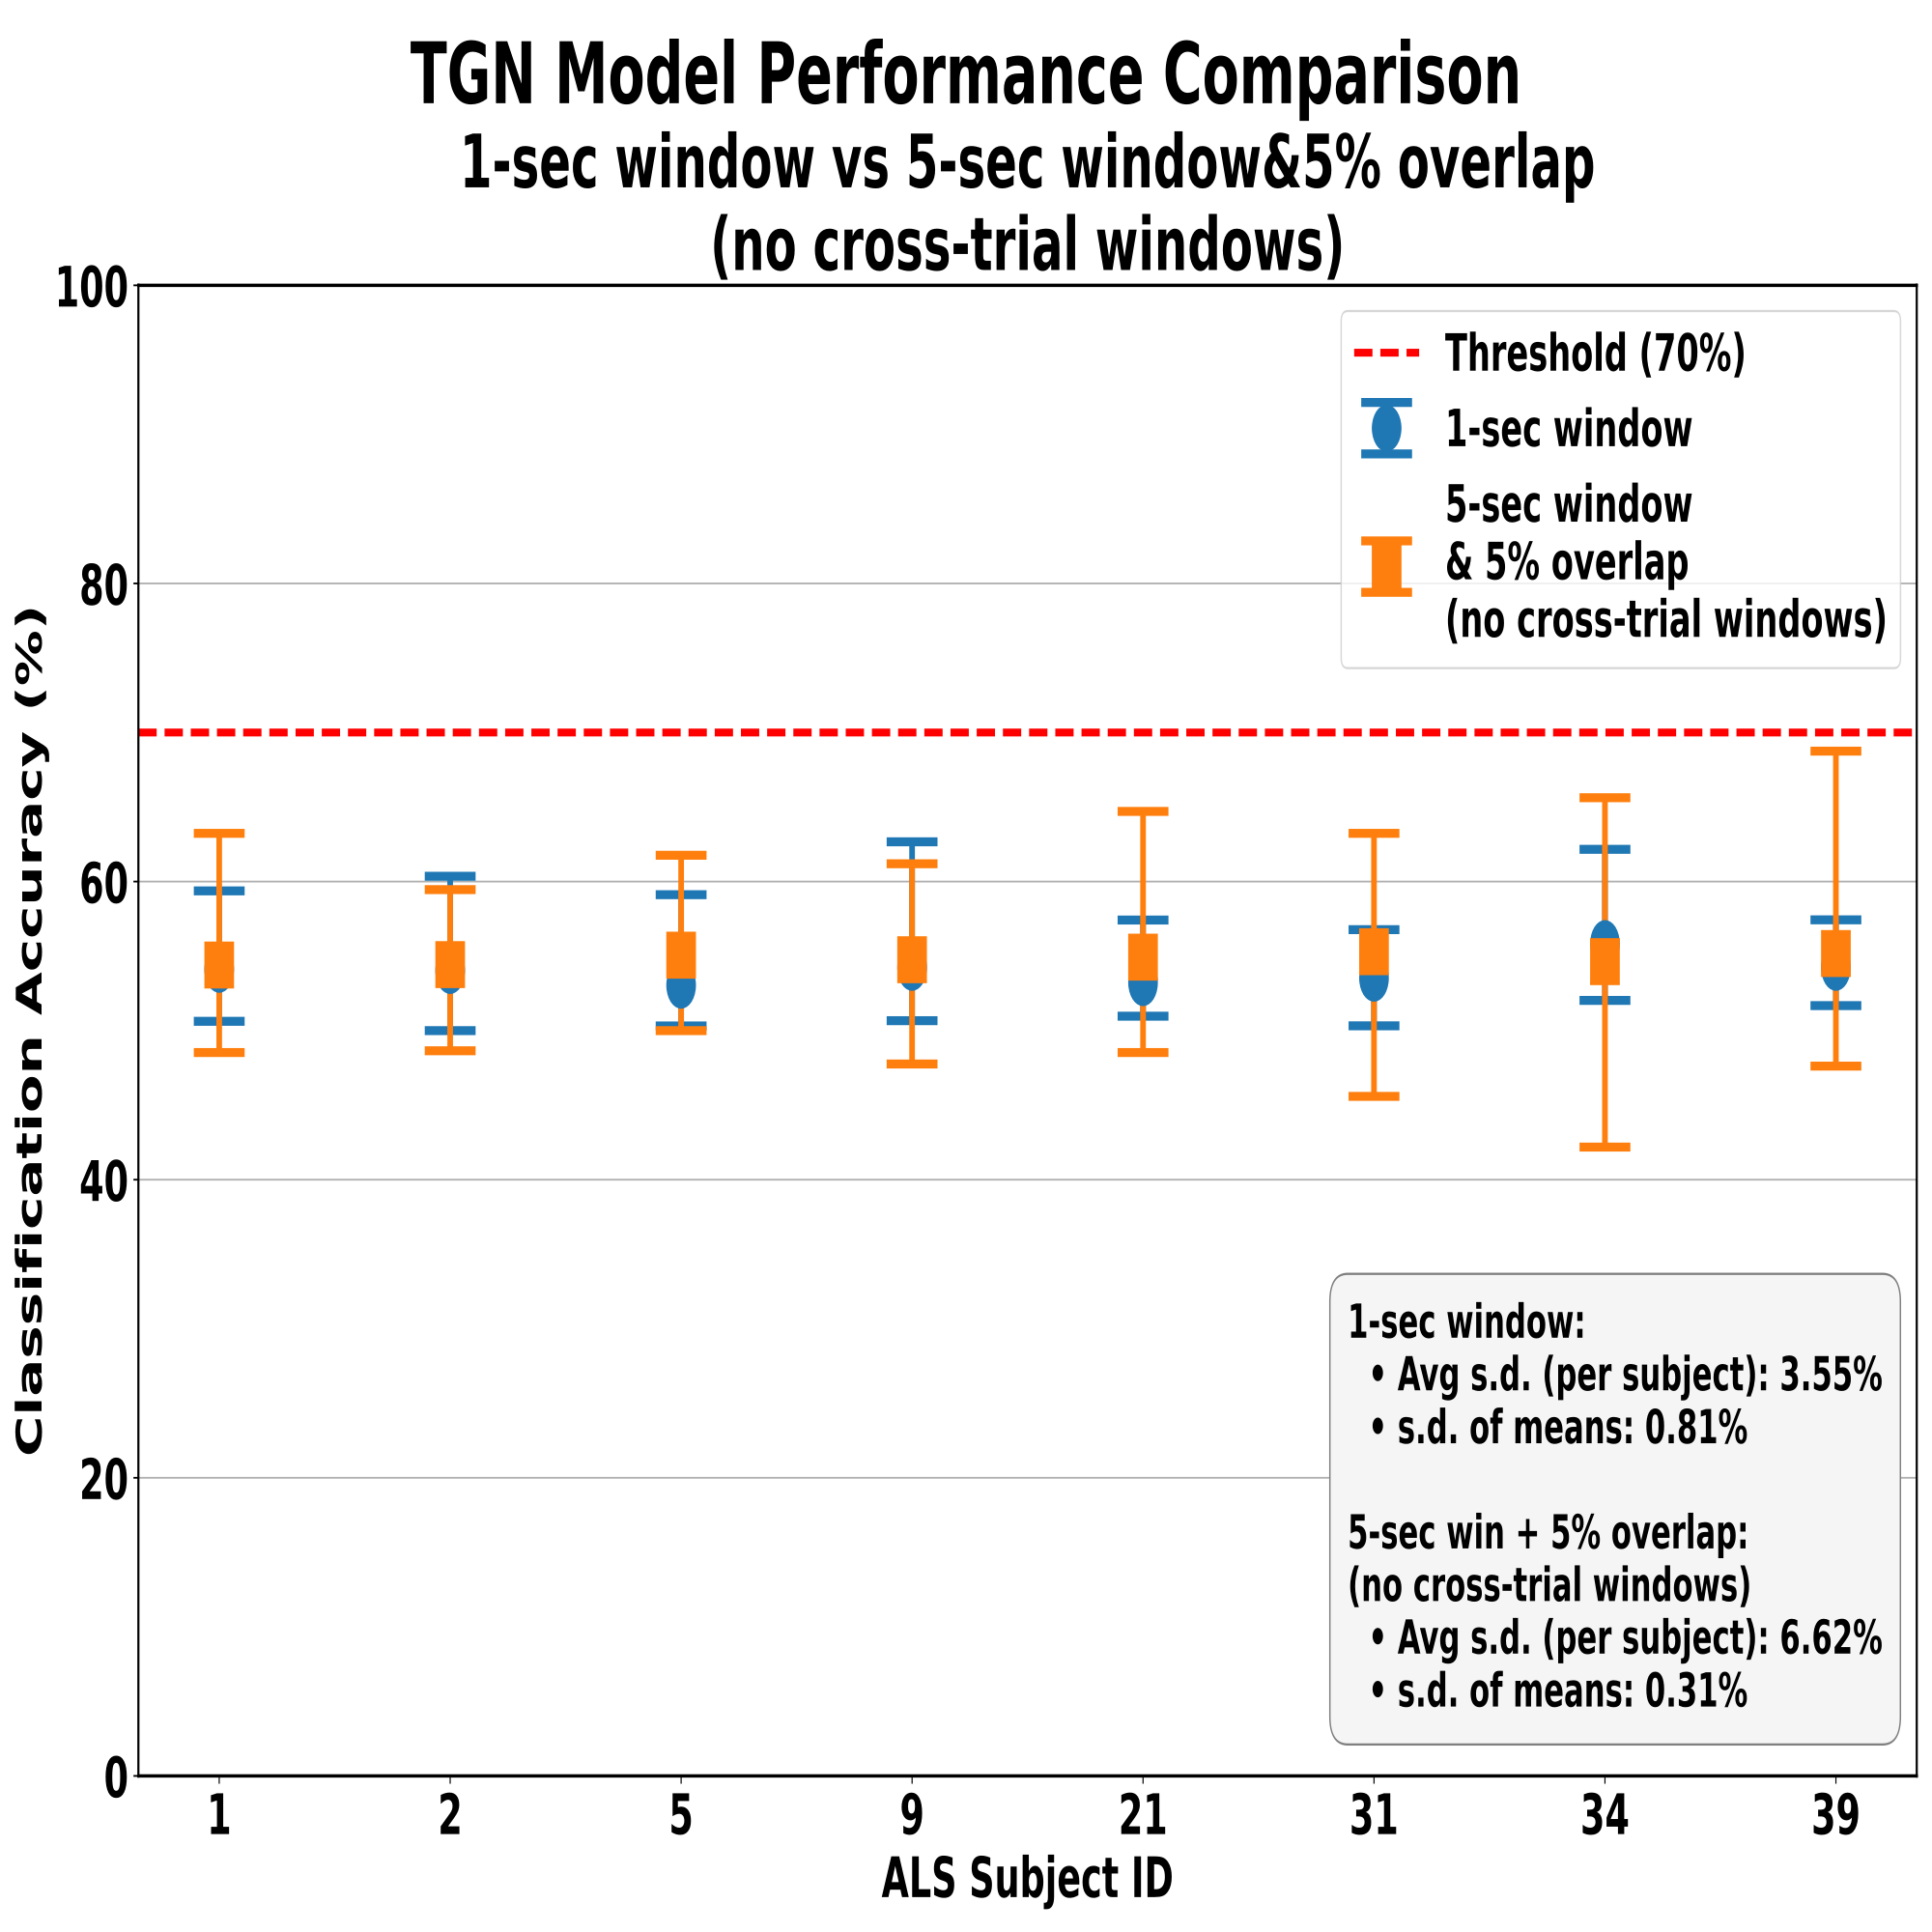 TGN Model Performance Comparison
1-sec window vs 5-sec window&5% overlap
(no cross-trial windows)
Classification Accuracy (%)
100
80
60
40
20
0
Threshold (70%)
1-sec window
5-sec window
& 5% overlap
(no cross-trial windows)
1-sec window:
• Avg s.d. (per subject): 3.55%
• s.d. of means: 0.81%
5-sec win + 5% overlap:
(no cross-trial windows)
• Avg s.d. (per subject): 6.62%
• s.d. of means: 0.31%
1 2 5 9 21 31 34 39
ALS Subject ID